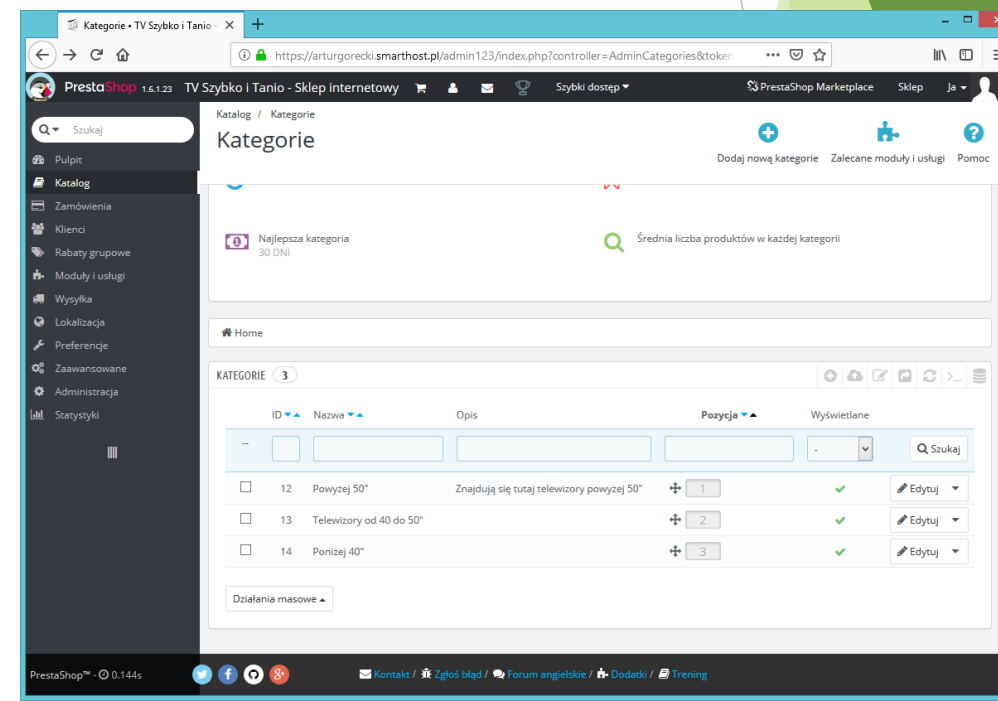 Kategorie • TV Szybko i Tanio -
https://arturgorecki.smarthost.pl/admin123/index.php?controller=AdminCategories&token
PrestaShop 1.6.1.23 TV Szybko i Tanio - Sklep internetowy Szybki dostęp PrestaShop Marketplace Sklep Ja
Szukaj
Pulpit
Katalog
Zamówienia
Klienci
Rabaty grupowe
Moduły i usługi
Wysyłka
Lokalizacja
Preferencje
Zaawansowane
Administracja
Statystyki
Katalog / Kategorie
Kategorie
Dodaj nową kategorie Zalecane moduły i usługi Pomoc
Najlepsza kategoria
30 DNI
Średnia liczba produktów w każdej kategorii
Home
KATEGORIE 3
ID Nazwa Opis Pozycja Wyświetlane
-- - Szukaj
12 Powyżej 50" Znajdują się tutaj telewizory powyżej 50" 1 Edytuj
13 Telewizory od 40 do 50" 2 Edytuj
14 Poniżej 40" 3 Edytuj
Działania masowe
PrestaShop™ - 0.144s
Kontakt / Zgłoś błąd / Forum angielskie / Dodatki / Trening